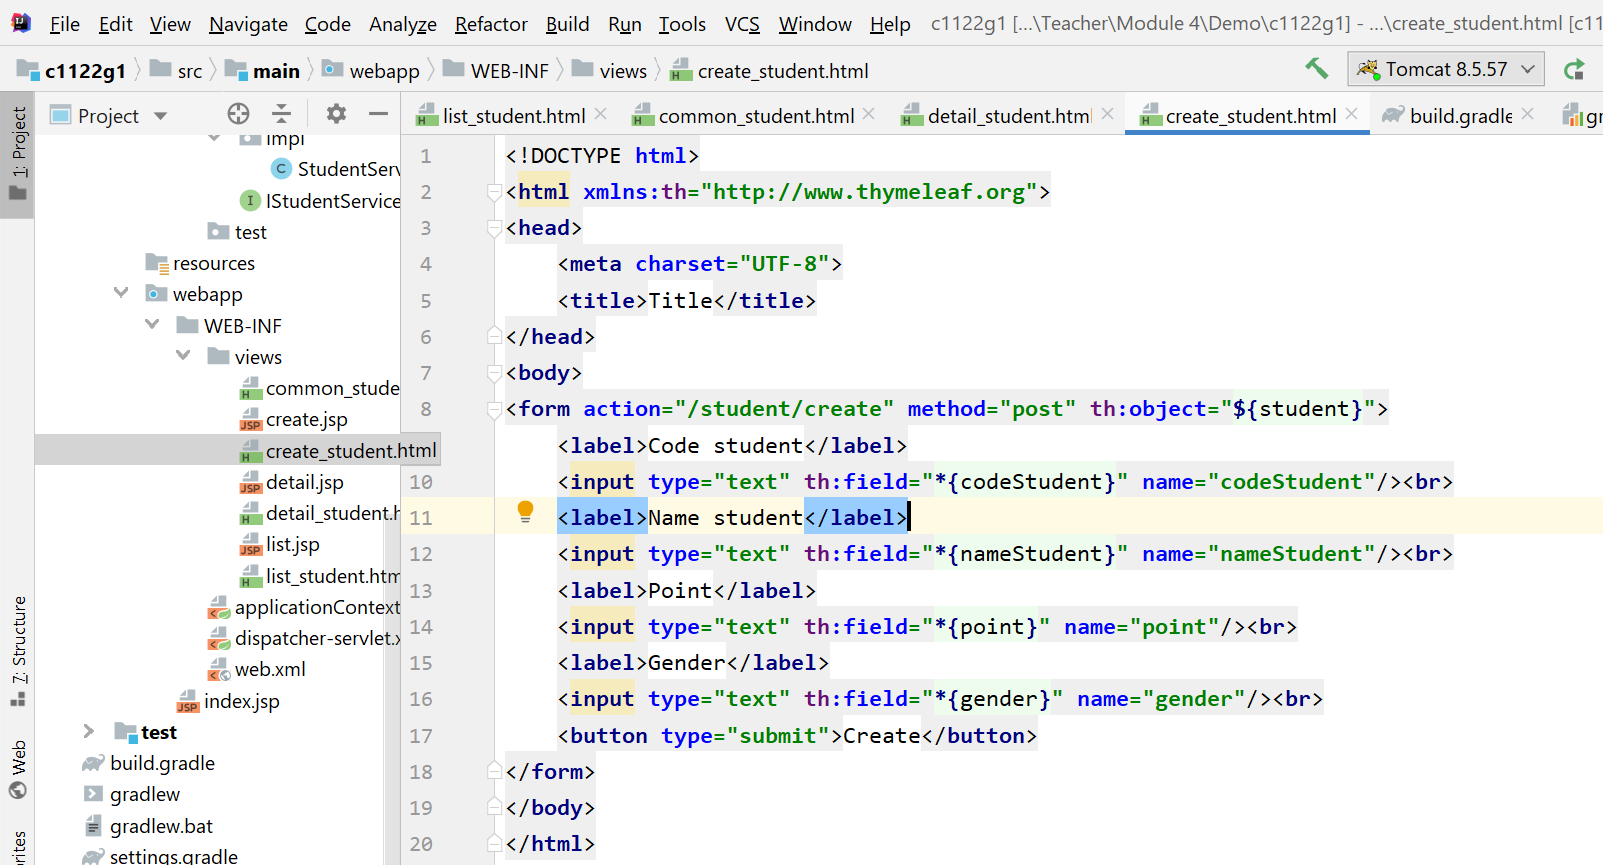 File Edit View Navigate Code Analyze Refactor Build Run Tools VCS Window Help c1122g1 [...\Teacher\Module 4\Demo\c1122g1] - ...\create_student.html [c11
c1122g1 src main webapp WEB-INF views create_student.html Tomcat 8.5.57
Project list_student.html common_student.html detail_student.html create_student.html build.gradle gr
1: Project
7: Structure
Web
rites
impl
C StudentServ
I IStudentService
test
resources
webapp
WEB-INF
views
common_stude
create.jsp
create_student.html
detail.jsp
detail_student.h
list.jsp
list_student.htm
applicationContext
dispatcher-servlet.x
web.xml
index.jsp
test
build.gradle
gradlew
gradlew.bat
settings.gradle
1 <!DOCTYPE html>
2 <html xmlns:th="http://www.thymeleaf.org">
3 <head>
4 <meta charset="UTF-8">
5 <title>Title</title>
6 </head>
7 <body>
8 <form action="/student/create" method="post" th:object="${student}">
<label>Code student</label>
10 <input type="text" th:field="*{codeStudent}" name="codeStudent"/><br>
11 <label>Name student</label>
12 <input type="text" th:field="*{nameStudent}" name="nameStudent"/><br>
13 <label>Point</label>
14 <input type="text" th:field="*{point}" name="point"/><br>
15 <label>Gender</label>
16 <input type="text" th:field="*{gender}" name="gender"/><br>
17 <button type="submit">Create</button>
18 </form>
19 </body>
20 </html>